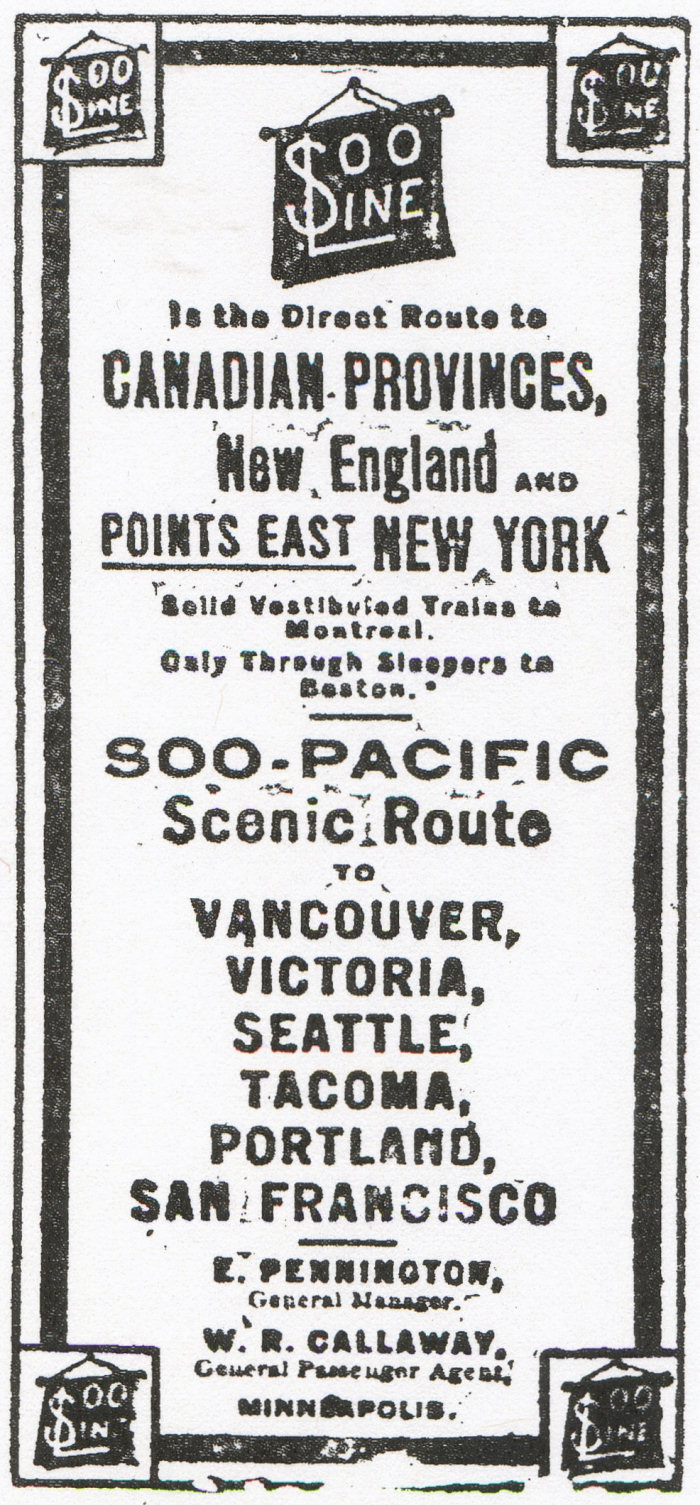 SOO
LINE
SOO
LINE
SOO
LINE
Is the Direct Route to
CANADIAN PROVINCES,
New England AND
POINTS EAST NEW YORK
Solid Vestibuled Trains to
Montreal.
Only Through Sleepers to
Boston.
SOO-PACIFIC
Scenic Route
TO
VANCOUVER,
VICTORIA,
SEATTLE,
TACOMA,
PORTLAND,
SAN FRANCISCO
E. PENNINGTON,
General Manager.
W. R. CALLAWAY,
General Passenger Agent,
MINNEAPOLIS.
SOO
LINE
SOO
LINE